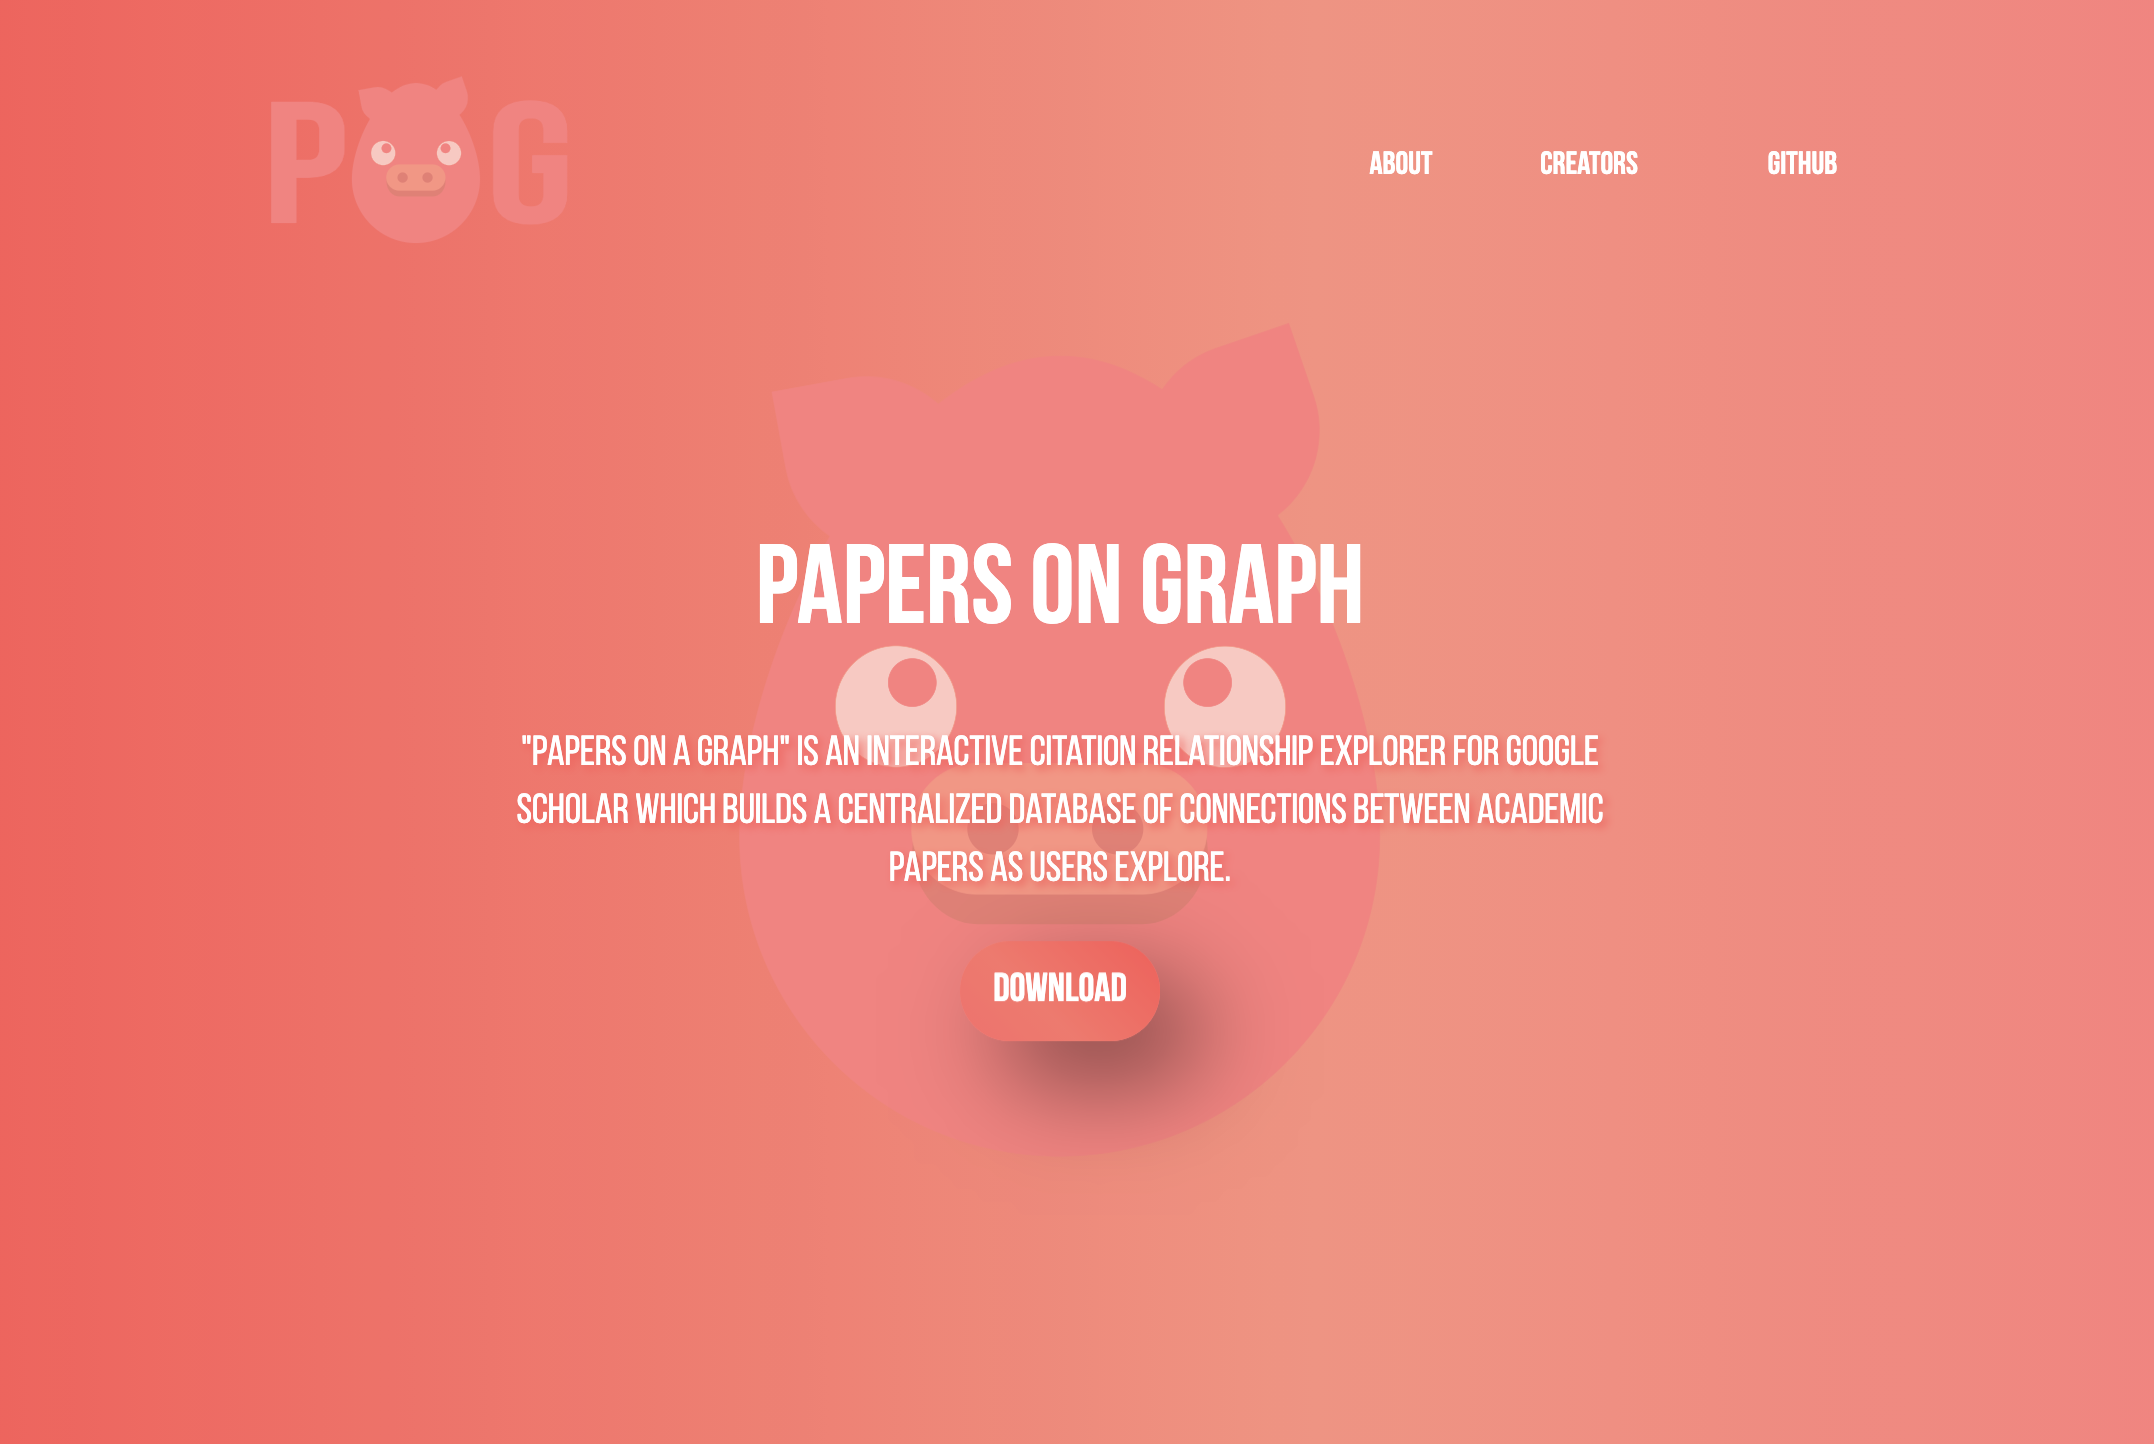 POG
ABOUT CREATORS GITHUB
PAPERS ON GRAPH
"PAPERS ON A GRAPH" IS AN INTERACTIVE CITATION RELATIONSHIP EXPLORER FOR GOOGLE
SCHOLAR WHICH BUILDS A CENTRALIZED DATABASE OF CONNECTIONS BETWEEN ACADEMIC
PAPERS AS USERS EXPLORE.
DOWNLOAD